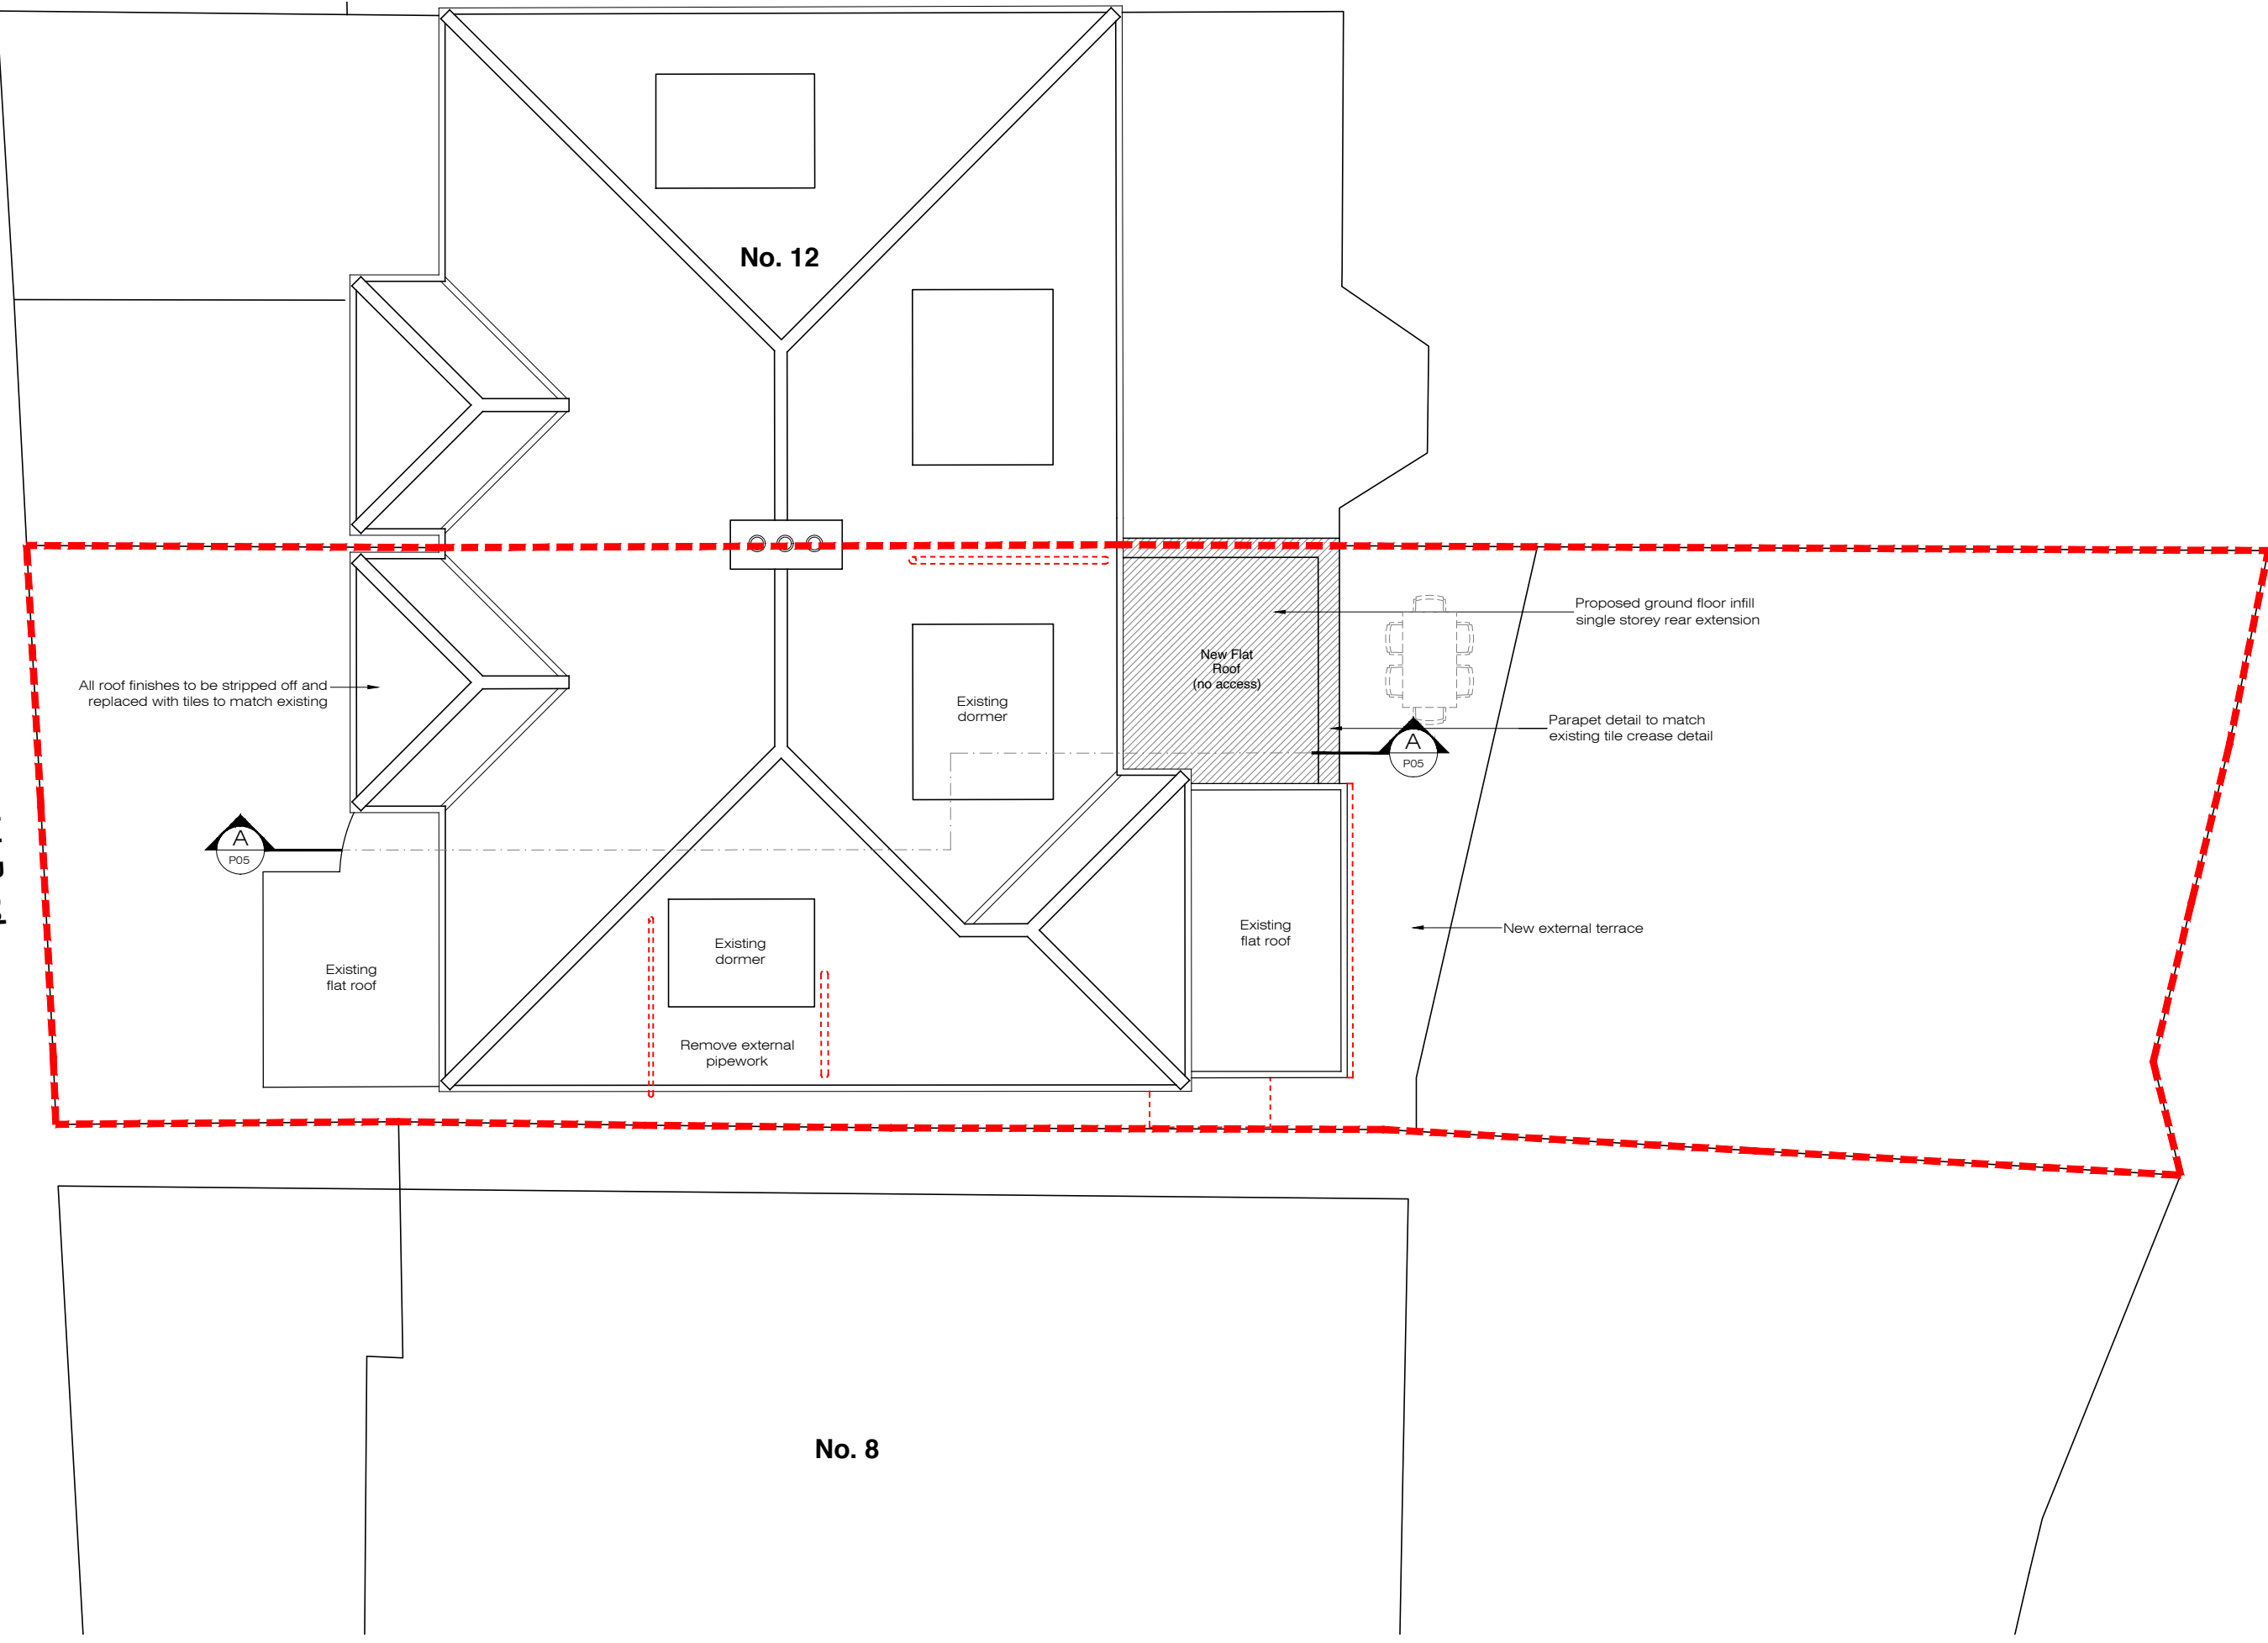 No. 12
Proposed ground floor infill
single storey rear extension
New Flat
Roof
(no access)
All roof finishes to be stripped off and
replaced with tiles to match existing
Existing
dormer
Parapet detail to match
existing tile crease detail
A
P05
A
P05
Existing
flat roof
New external terrace
Existing
dormer
Existing
flat roof
Remove external
pipework
No. 8